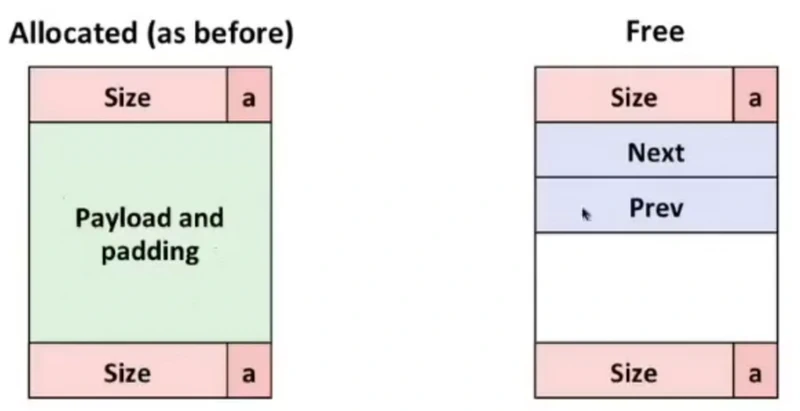 Allocated (as before)
Size a
Payload and
padding
Size a
Free
Size a
Next
Prev
Size a